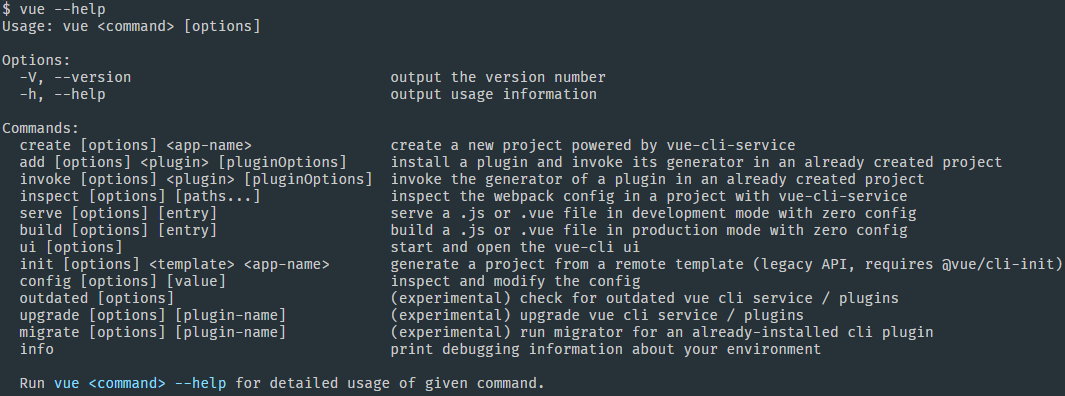 $ vue --help
Usage: vue <command> [options]

Options:
  -V, --version                              output the version number
  -h, --help                                 output usage information

Commands:
  create [options] <app-name>                create a new project powered by vue-cli-service
  add [options] <plugin> [pluginOptions]     install a plugin and invoke its generator in an already created project
  invoke [options] <plugin> [pluginOptions]  invoke the generator of a plugin in an already created project
  inspect [options] [paths...]               inspect the webpack config in a project with vue-cli-service
  serve [options] [entry]                    serve a .js or .vue file in development mode with zero config
  build [options] [entry]                    build a .js or .vue file in production mode with zero config
  ui [options]                               start and open the vue-cli ui
  init [options] <template> <app-name>       generate a project from a remote template (legacy API, requires @vue/cli-init)
  config [options] [value]                   inspect and modify the config
  outdated [options]                         (experimental) check for outdated vue cli service / plugins
  upgrade [options] [plugin-name]            (experimental) upgrade vue cli service / plugins
  migrate [options] [plugin-name]            (experimental) run migrator for an already-installed cli plugin
  info                                       print debugging information about your environment

  Run vue <command> --help for detailed usage of given command.